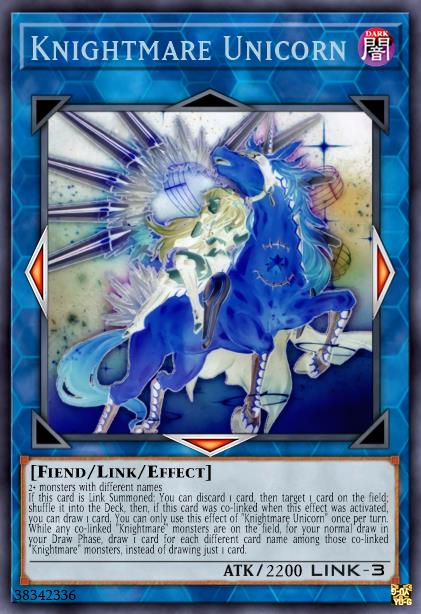 KNIGHTMARE UNICORN
DARK
闇
[FIEND/LINK/EFFECT]
2+ monsters with different names
If this card is Link Summoned: You can discard 1 card, then target 1 card on the field;
shuffle it into the Deck, then, if this card was co-linked when this effect was activated,
you can draw 1 card. You can only use this effect of "Knightmare Unicorn" once per turn.
While any co-linked "Knightmare" monsters are on the field, for your normal draw in
your Draw Phase, draw 1 card for each different card name among those co-linked
"Knightmare" monsters, instead of drawing just 1 card.
ATK/2200 LINK-3
38342336